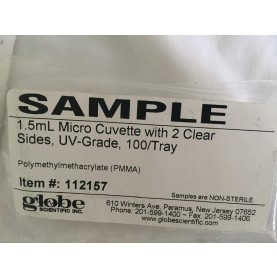 SAMPLE
1.5mL Micro Cuvette with 2 Clear
Sides, UV-Grade, 100/Tray
Polymethylmethacrylate (PMMA)
Item #: 112157
Samples are NON-STERILE
globe
SCIENTIFIC INC.
610 Winters Ave, Paramus, New Jersey 07652
Phone: 201-599-1400 ~ Fax: 201-599-1406
www.globescientific.com